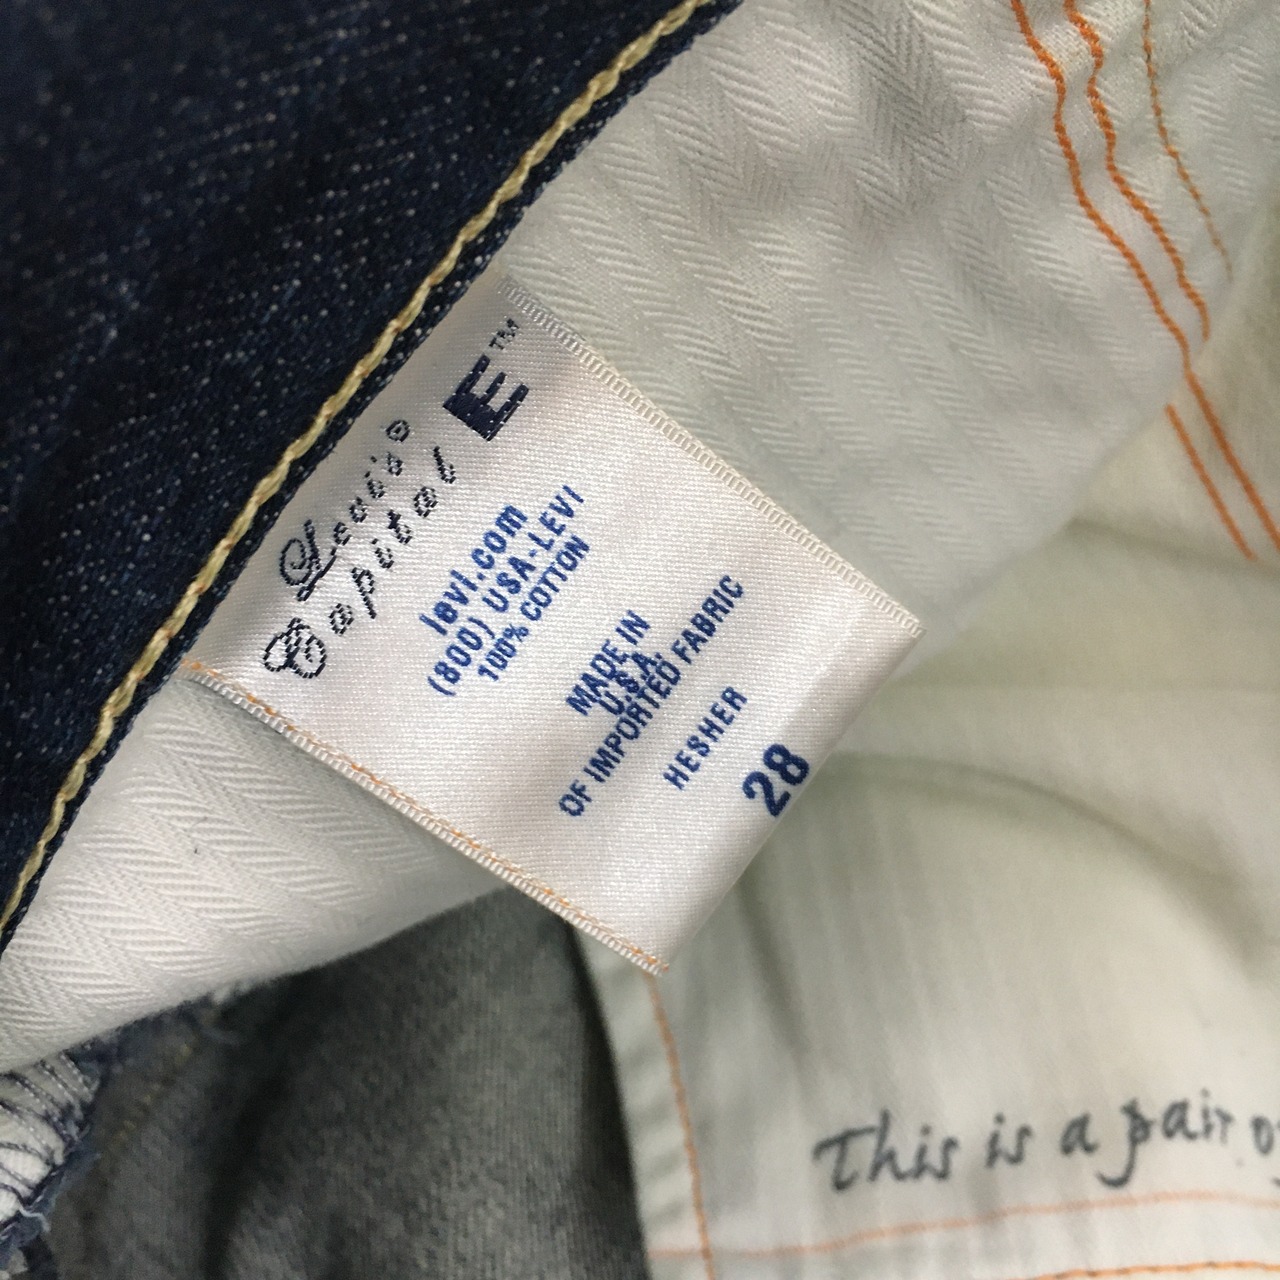 Levi's®
Capital E™
levi.com
(800) USA-LEVI
100% COTTON
MADE IN
U.S.A.
OF IMPORTED FABRIC
HESHER
28
This is a pair